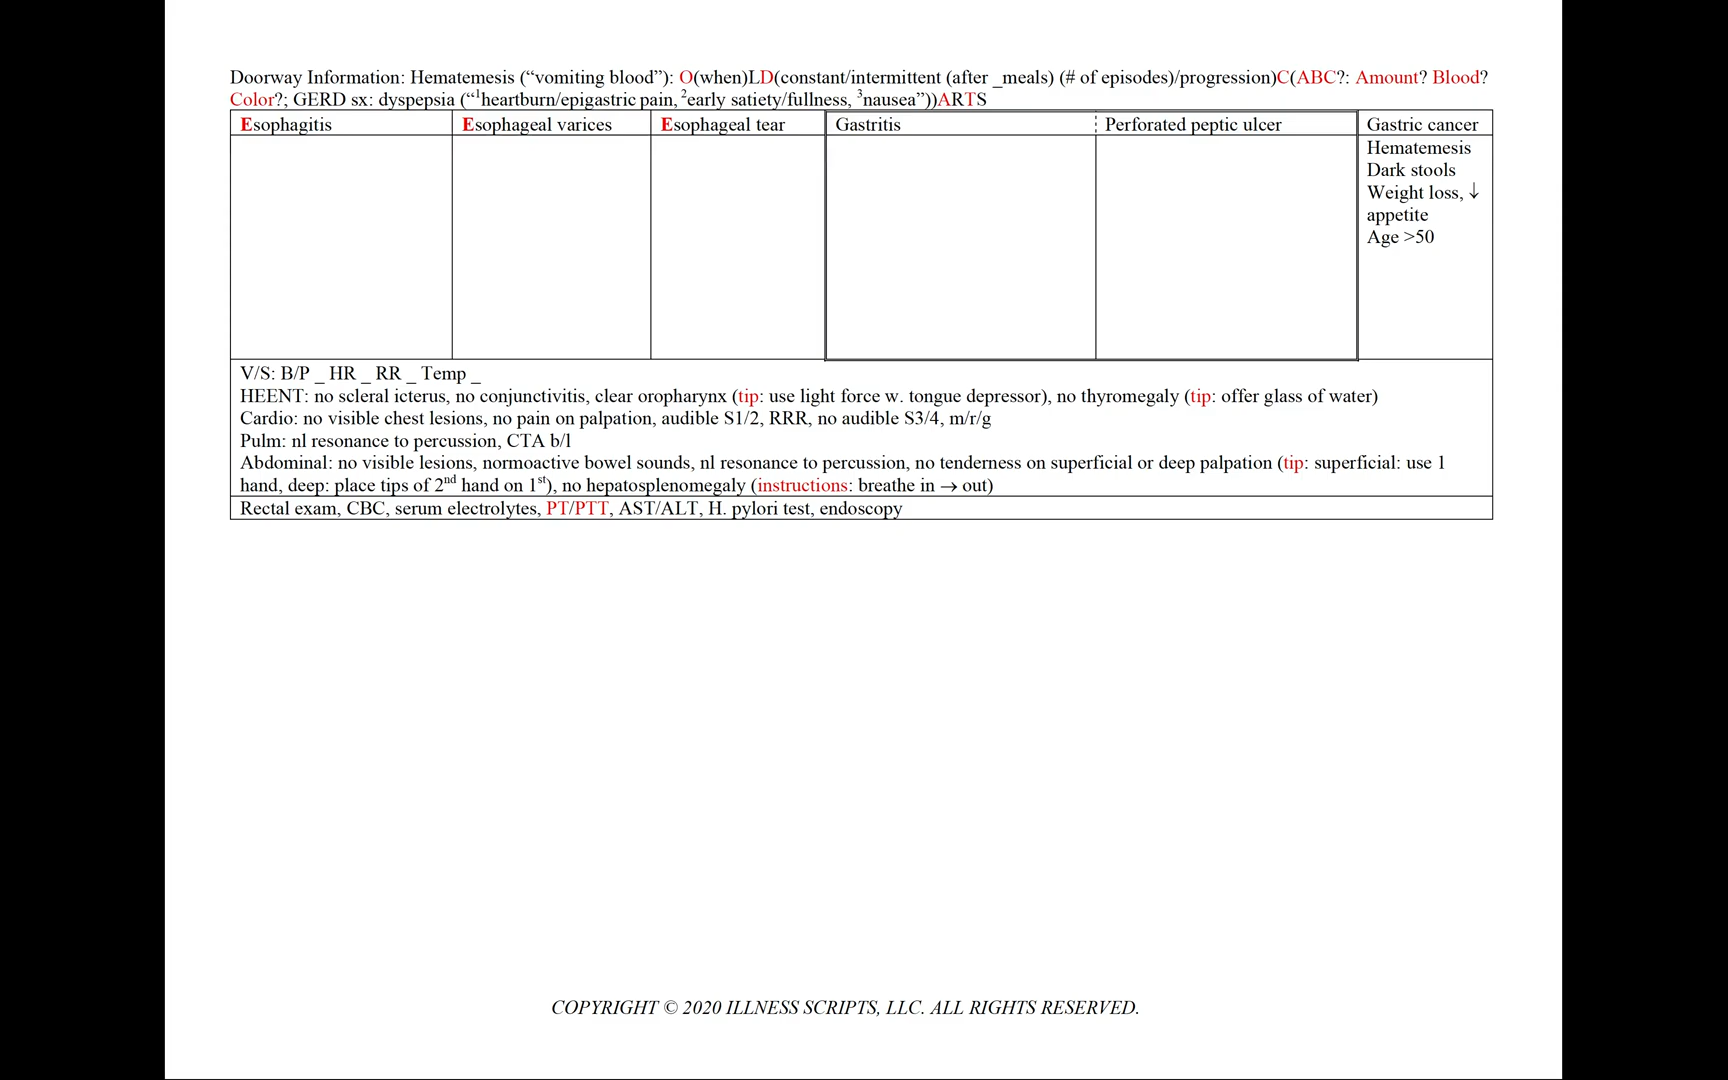 Doorway Information: Hematemesis (“vomiting blood”): O(when)LD(constant/intermittent (after _meals) (# of episodes)/progression)C(ABC?: Amount? Blood?
Color?; GERD sx: dyspepsia (“¹heartburn/epigastric pain, ²early satiety/fullness, ³nausea”))ARTS
Esophagitis Esophageal varices Esophageal tear Gastritis Perforated peptic ulcer Gastric cancer
Hematemesis
Dark stools
Weight loss, ↓
appetite
Age >50
V/S: B/P _ HR _ RR _ Temp _
HEENT: no scleral icterus, no conjunctivitis, clear oropharynx (tip: use light force w. tongue depressor), no thyromegaly (tip: offer glass of water)
Cardio: no visible chest lesions, no pain on palpation, audible S1/2, RRR, no audible S3/4, m/r/g
Pulm: nl resonance to percussion, CTA b/l
Abdominal: no visible lesions, normoactive bowel sounds, nl resonance to percussion, no tenderness on superficial or deep palpation (tip: superficial: use 1
hand, deep: place tips of 2nd hand on 1st), no hepatosplenomegaly (instructions: breathe in → out)
Rectal exam, CBC, serum electrolytes, PT/PTT, AST/ALT, H. pylori test, endoscopy
COPYRIGHT © 2020 ILLNESS SCRIPTS, LLC. ALL RIGHTS RESERVED.